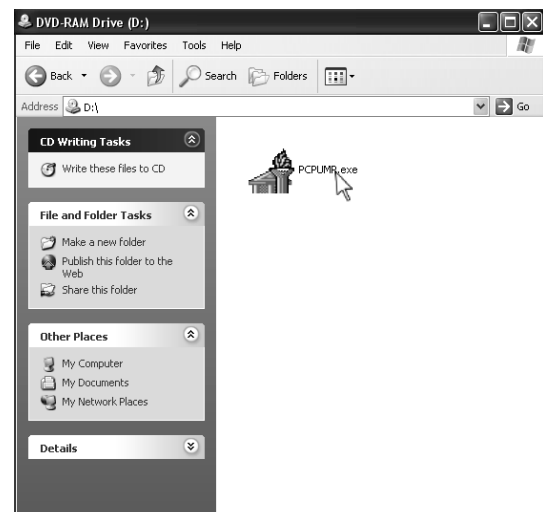 DVD-RAM Drive (D:)
File Edit View Favorites Tools Help
Back Search Folders
Address D:\ Go
CD Writing Tasks
Write these files to CD
PCPUMR.exe
File and Folder Tasks
Make a new folder
Publish this folder to the
Web
Share this folder
Other Places
My Computer
My Documents
My Network Places
Details